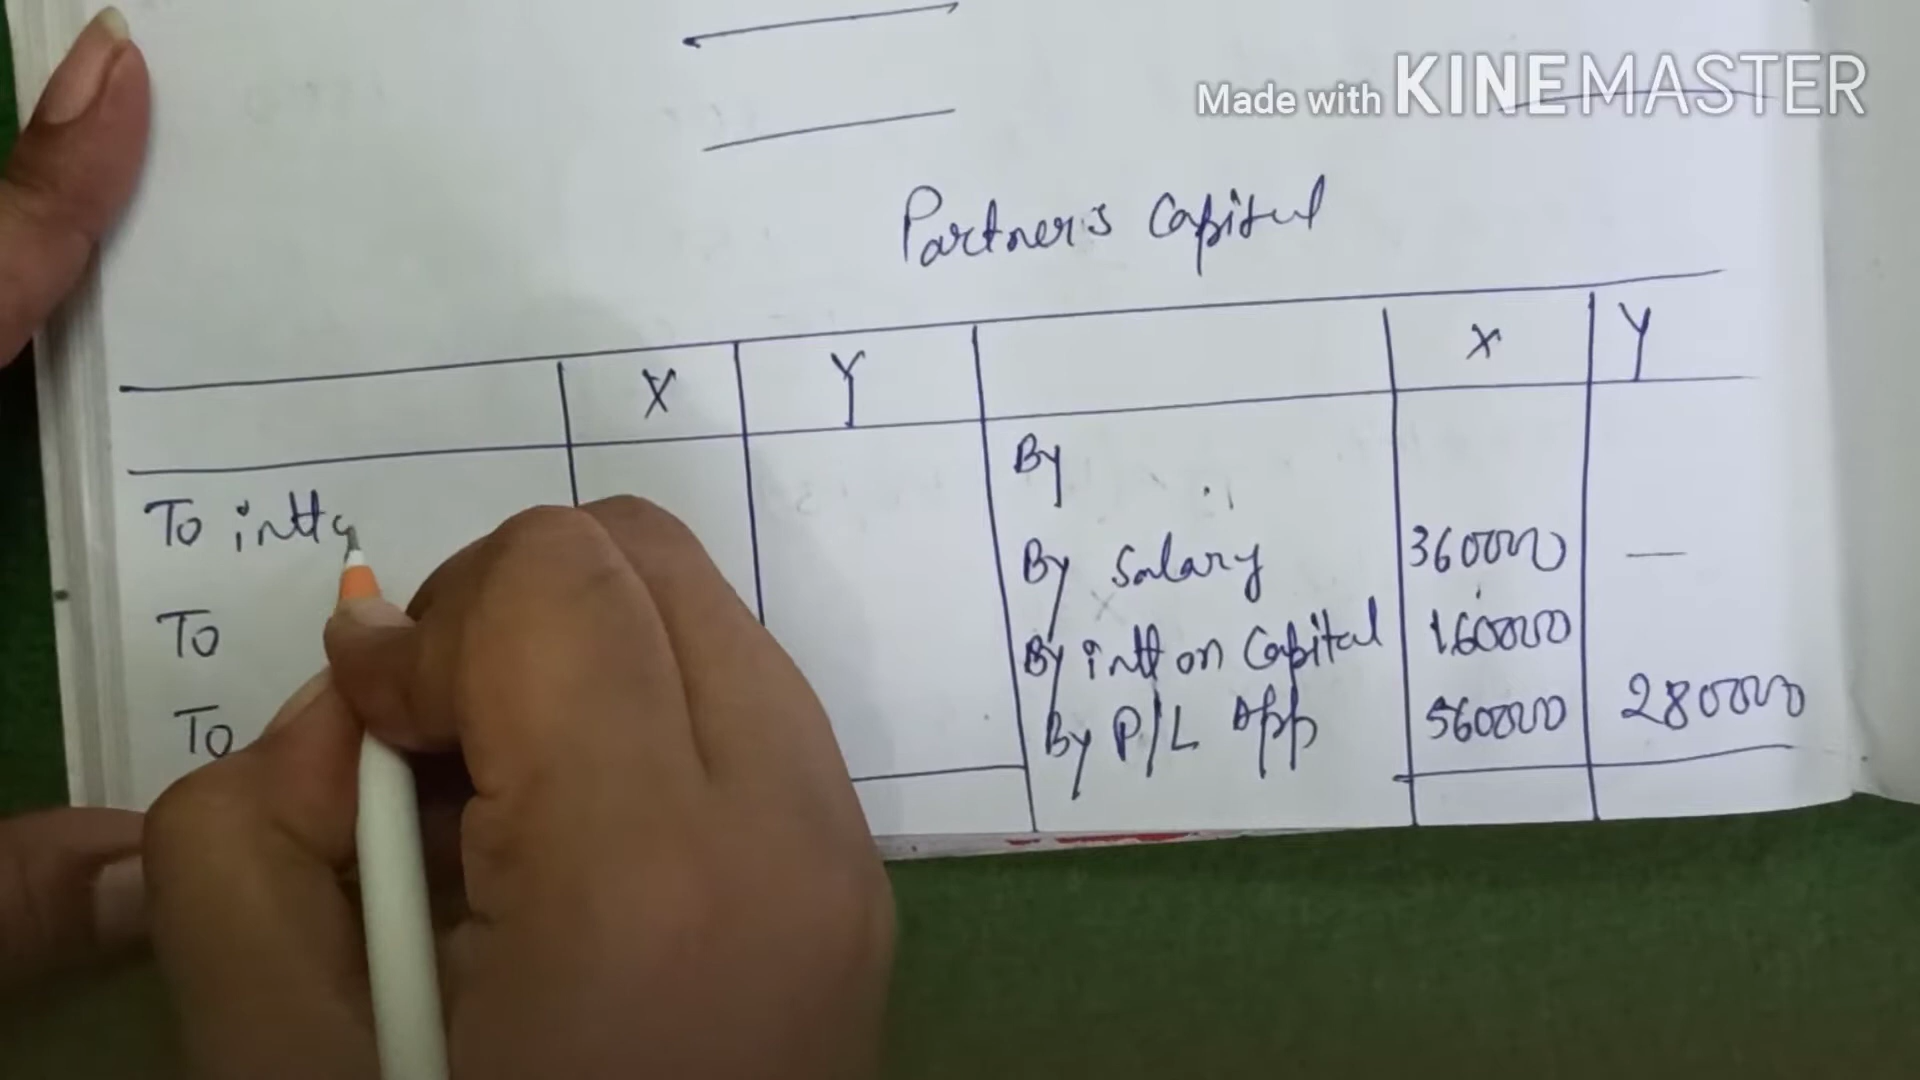 Made with KINEMASTER
Partner's Capital
X Y X Y
By
To intt
By Salary 360000 —
To
By intt on Capital 160000
To
By P/L App 560000 280000